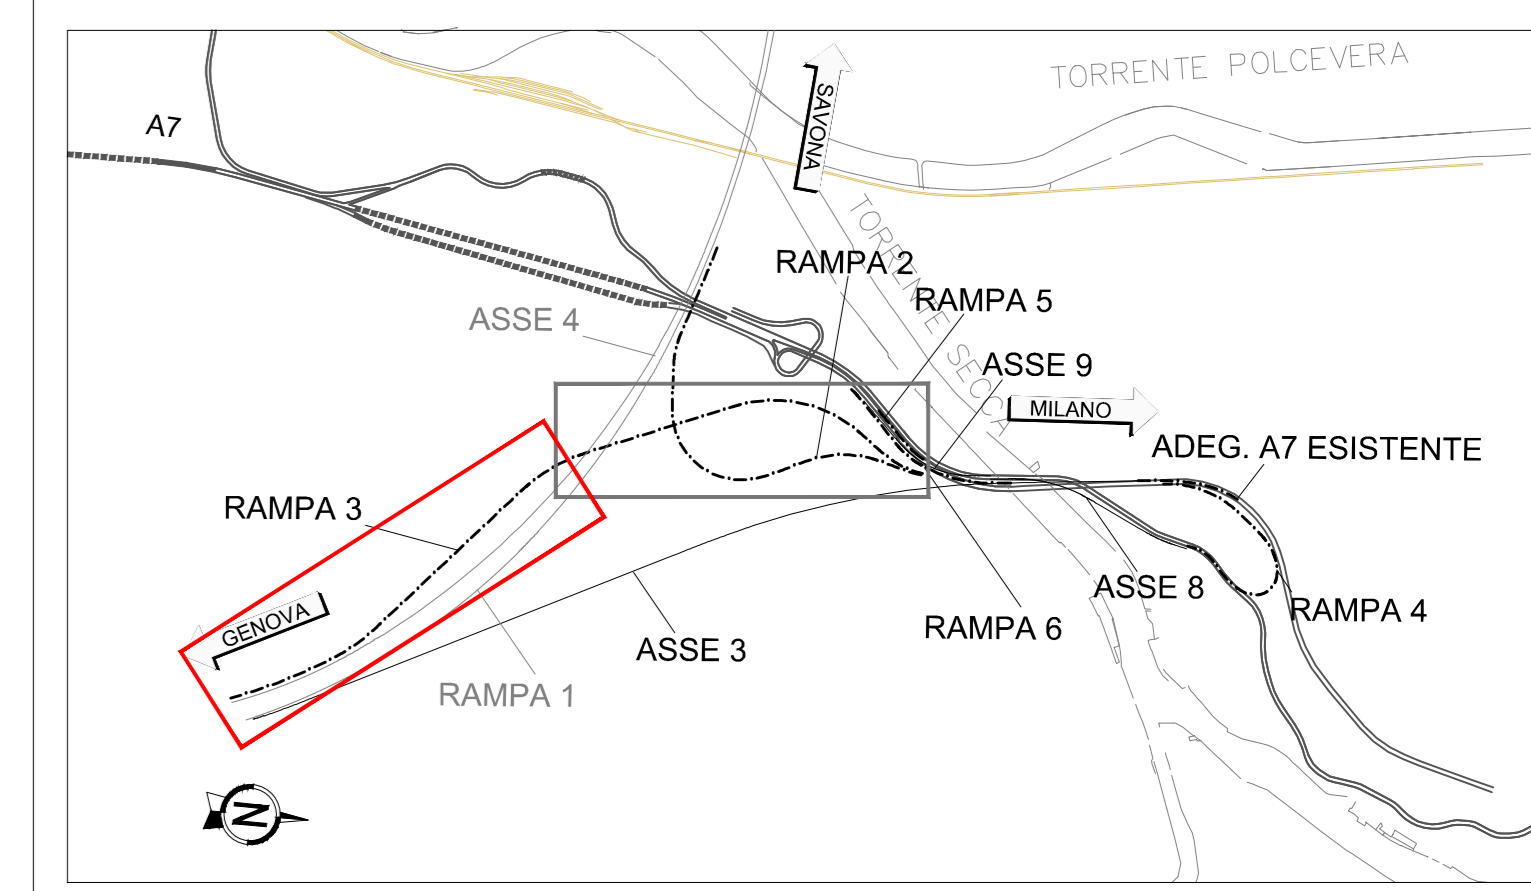 TORRENTE POLCEVERA
SAVONA
A7
TORRENTE SECCA
RAMPA 2
RAMPA 5
ASSE 4
ASSE 9
MILANO
ADEG. A7 ESISTENTE
RAMPA 3
ASSE 8
GENOVA
RAMPA 4
RAMPA 6
ASSE 3
RAMPA 1
N